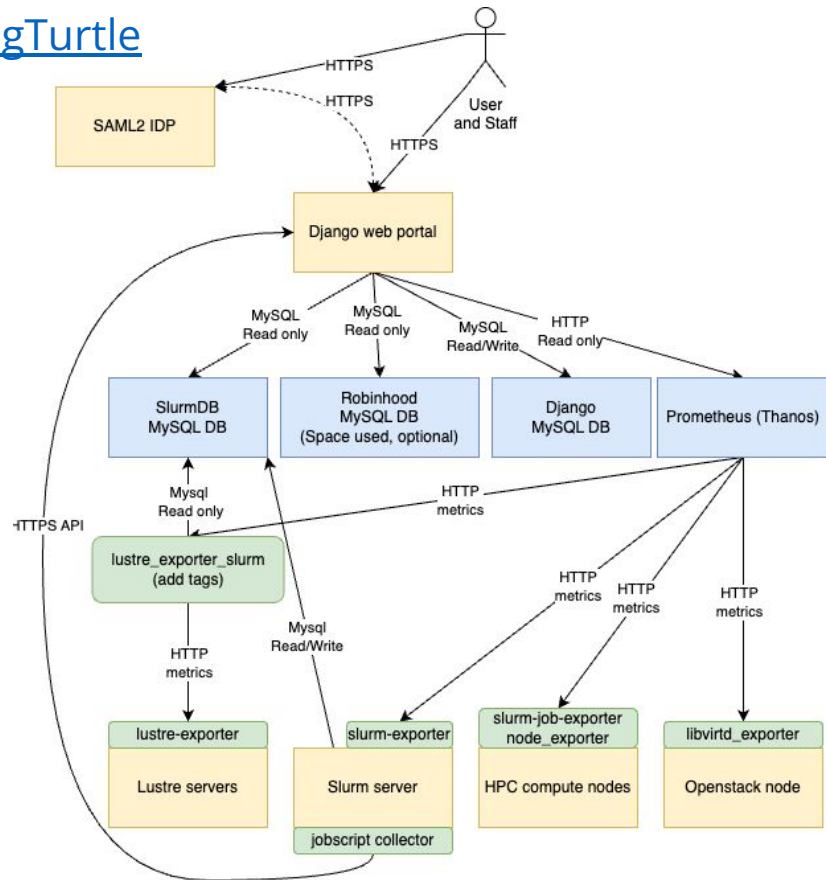 gTurtle
HTTPS
HTTPS
User
and Staff
SAML2 IDP
HTTPS
Django web portal
MySQL
Read only
MySQL
Read only
MySQL
Read/Write
HTTP
Read only
SlurmDB
MySQL DB
Robinhood
MySQL DB
(Space used, optional)
Django
MySQL DB
Prometheus (Thanos)
Mysql
Read only
HTTP
metrics
HTTPS API
lustre_exporter_slurm
(add tags)
HTTP
metrics
HTTP
metrics
HTTP
metrics
Mysql
Read/Write
HTTP
metrics
lustre-exporter
slurm-exporter
slurm-job-exporter
node_exporter
libvirtd_exporter
Lustre servers
Slurm server
HPC compute nodes
Openstack node
jobscript collector